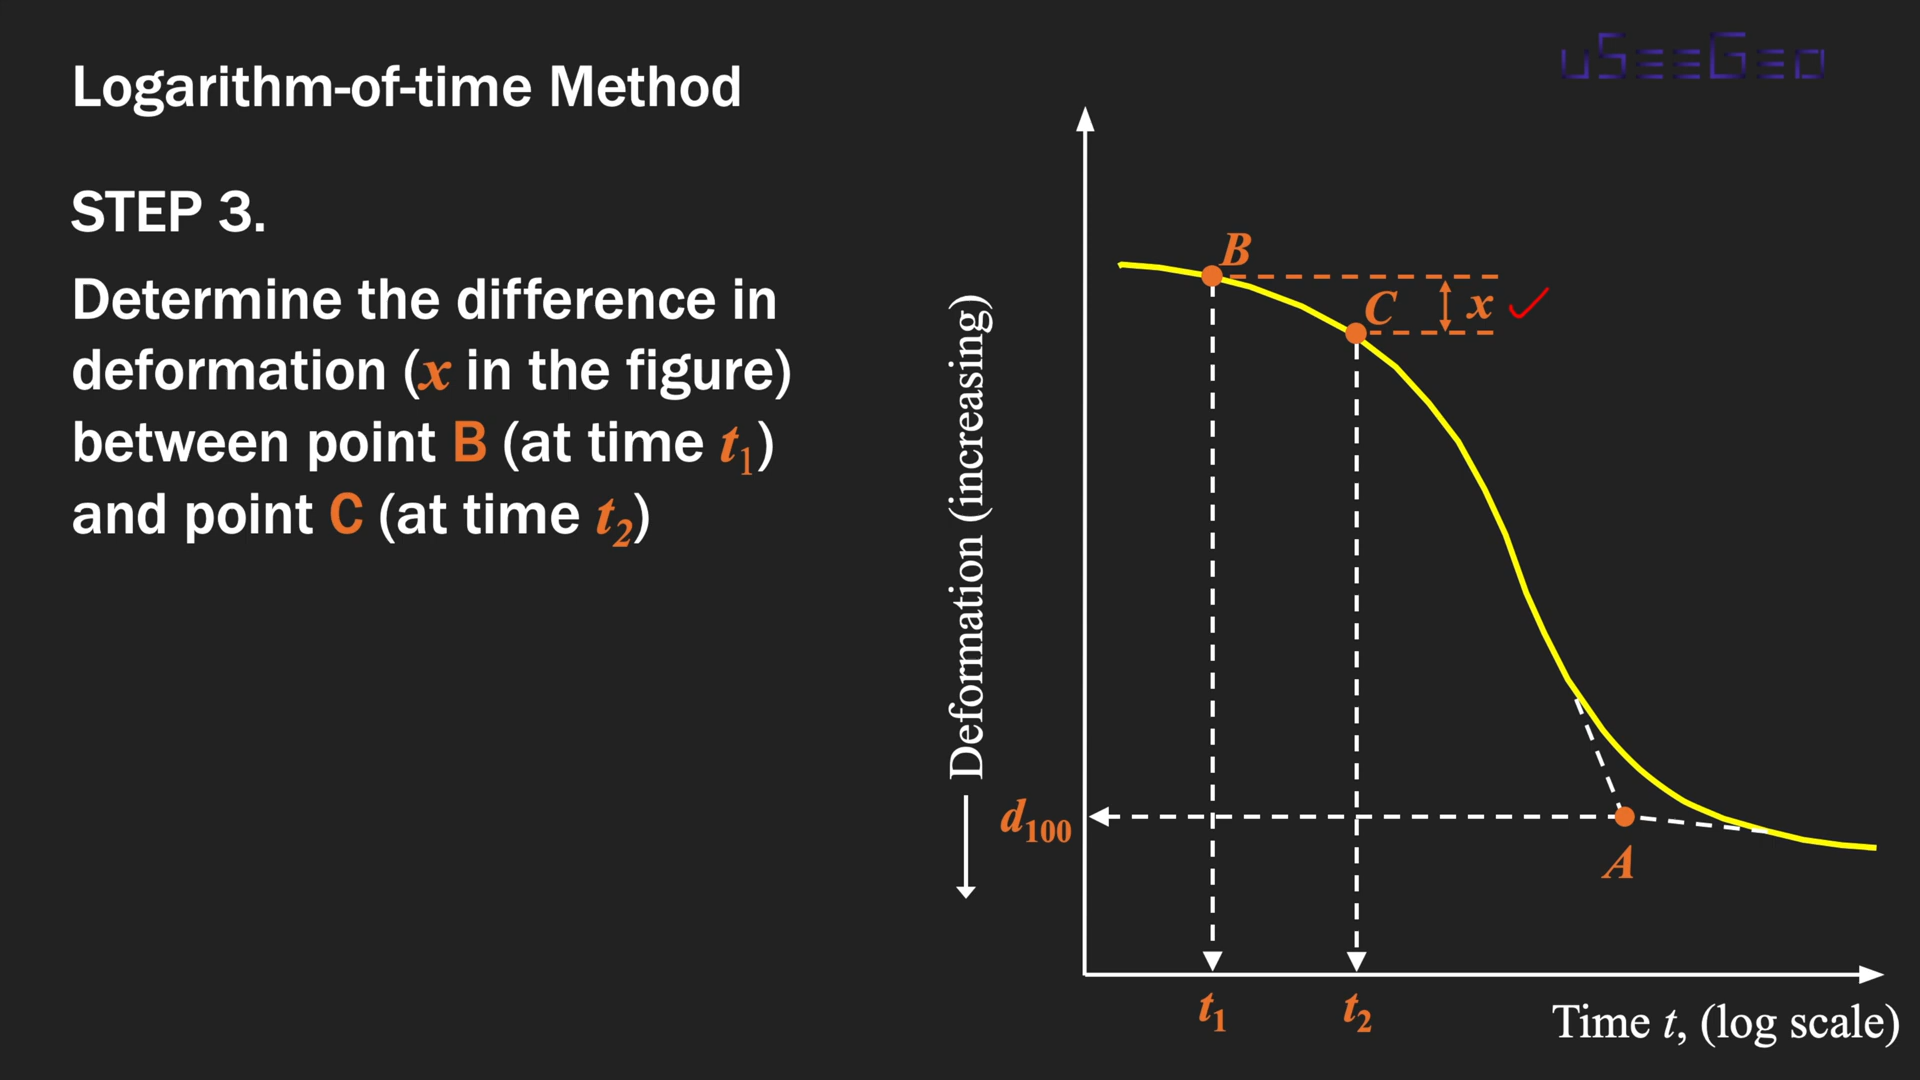 Logarithm-of-time Method
uSeeGeo
STEP 3.
Determine the difference in
deformation (x in the figure)
between point B (at time t₁)
and point C (at time t₂)
B
C
x
Deformation (increasing)
d₁₀₀
A
t₁
t₂
Time t, (log scale)